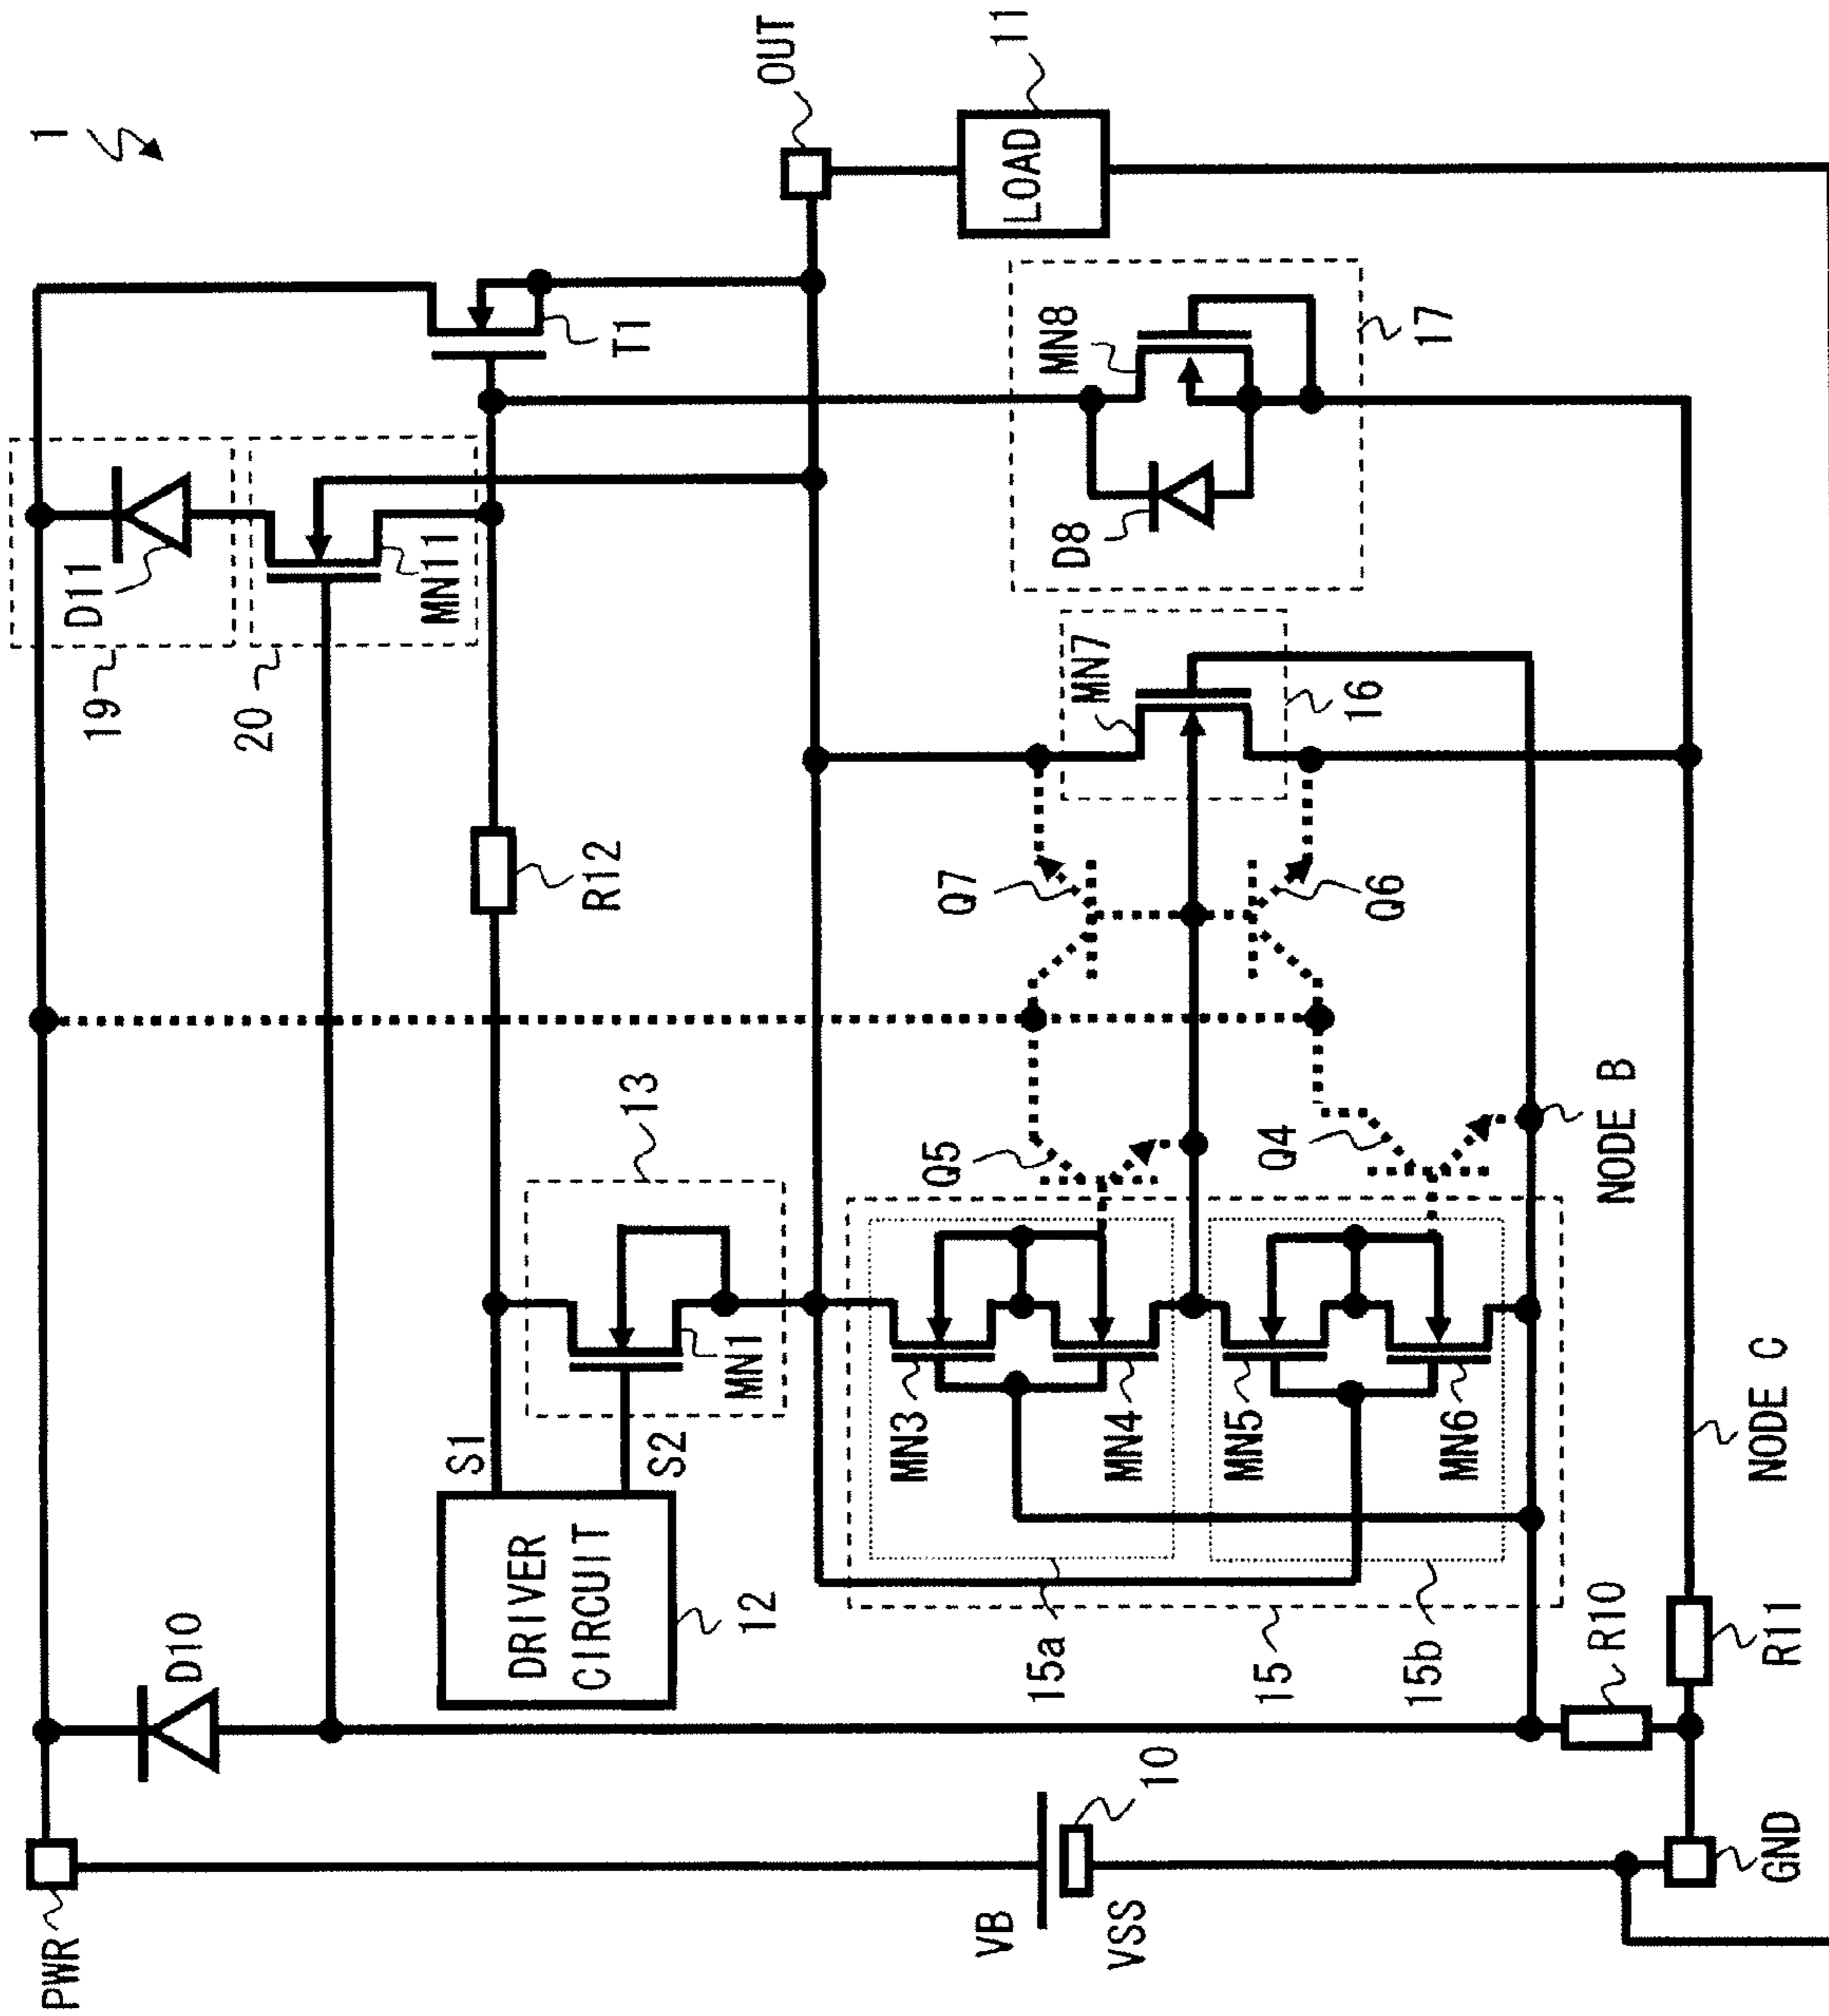 1
PWR
D10
19
D11
20
MN11
T1
OUT
R12
S1
S2
DRIVER
CIRCUIT
12
13
MN1
LOAD
11
MN8
D8
17
MN7
16
Q7
Q6
Q5
Q4
MN3
MN4
MN5
MN6
15a
15
15b
NODE B
NODE C
R10
R11
VB
VSS
10
GND